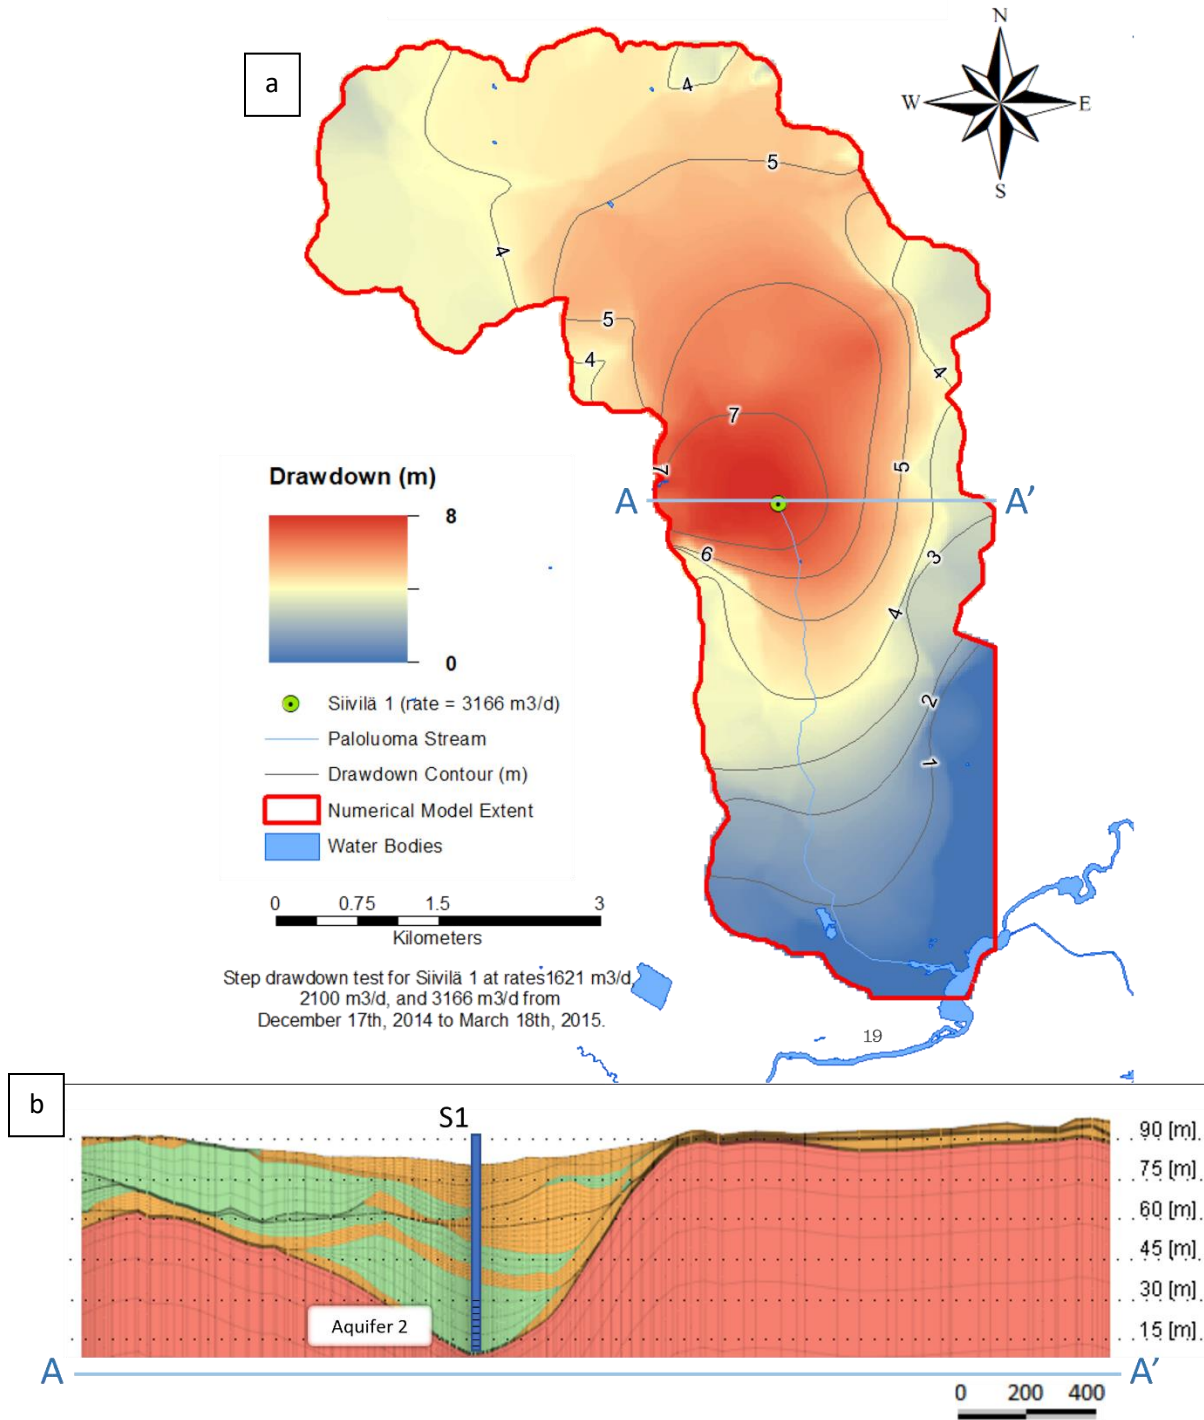 a
N
W
E
S
4
5
4
5
4
4
7
7
5
A
A′
6
3
4
2
1
Drawdown (m)
8
0
Siivilä 1 (rate = 3166 m3/d)
Paloluoma Stream
Drawdown Contour (m)
Numerical Model Extent
Water Bodies
0 0.75 1.5 3
Kilometers
Step drawdown test for Siivilä 1 at rates1621 m3/d,
2100 m3/d, and 3166 m3/d from
December 17th, 2014 to March 18th, 2015.
19
b
S1
90 [m]
75 [m]
60 [m]
45 [m]
30 [m]
15 [m]
Aquifer 2
A
A′
0 200 400